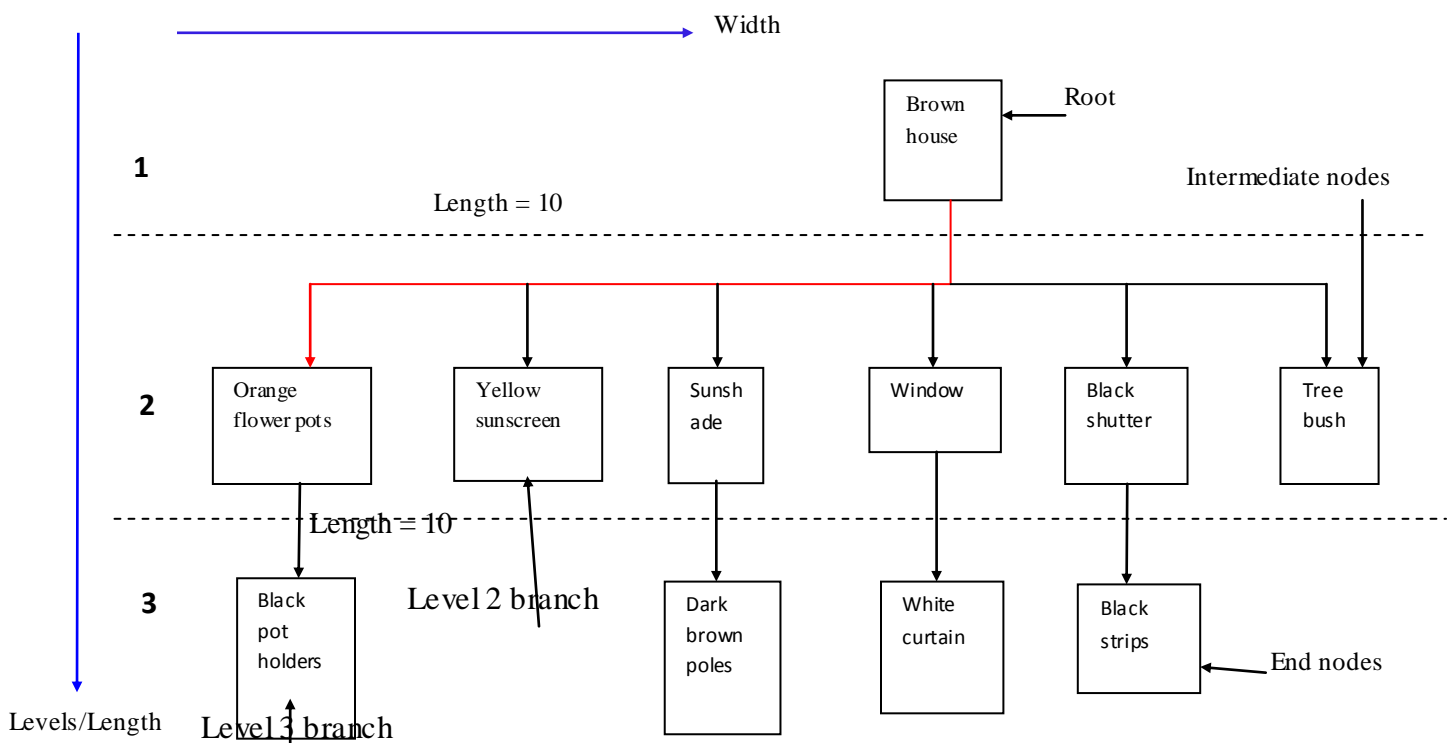 Width
Brown
house
Root
1
Intermediate nodes
Length = 10
Orange
flower pots
Yellow
sunscreen
Sunsh
ade
Window
Black
shutter
Tree
bush
2
Length = 10
3
Black
pot
holders
Level 2 branch
Dark
brown
poles
White
curtain
Black
strips
End nodes
Levels/Length
Level 3 branch